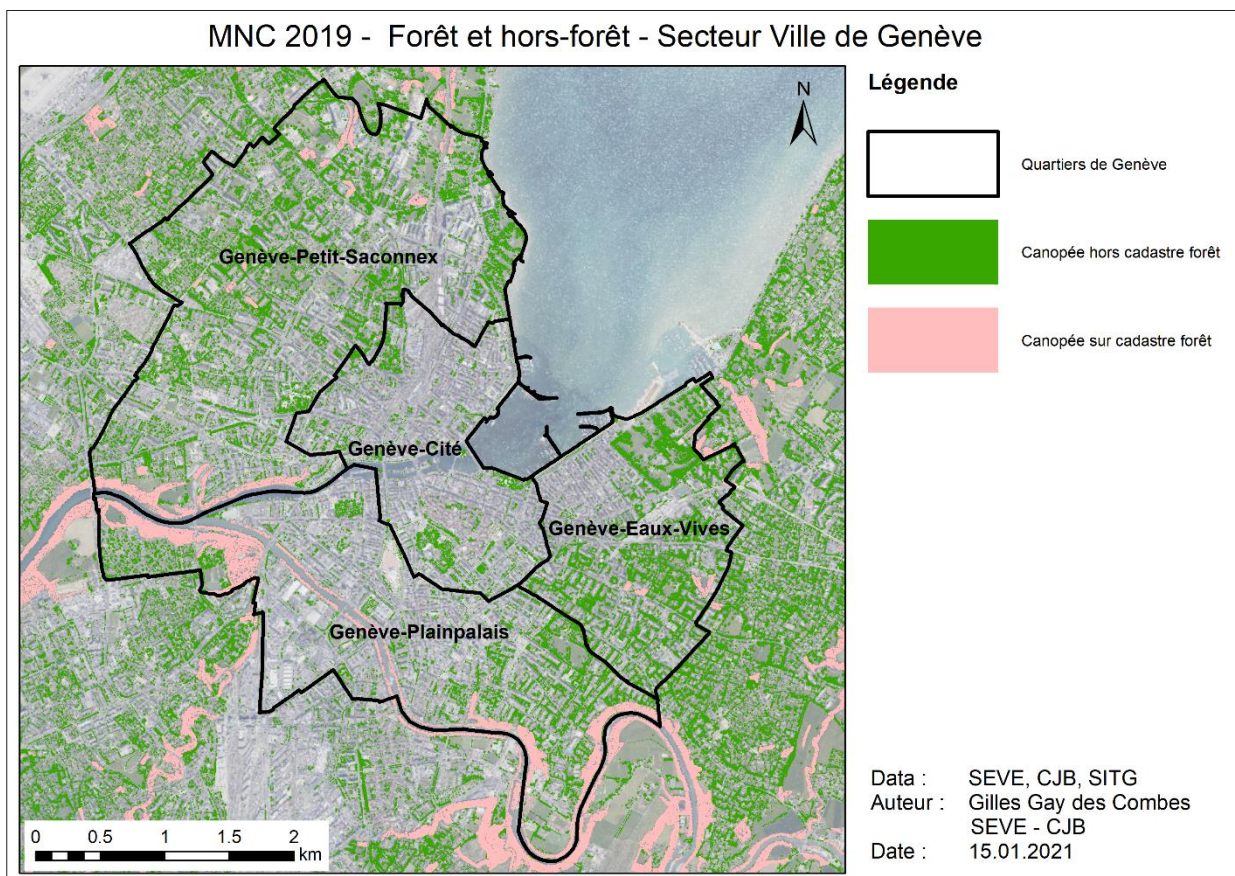 MNC 2019 - Forêt et hors-forêt - Secteur Ville de Genève
N
Genève-Petit-Saconnex
Genève-Cité
Genève-Eaux-Vives
Genève-Plainpalais
0 0.5 1 1.5 2
km
Légende
Quartiers de Genève
Canopée hors cadastre forêt
Canopée sur cadastre forêt
Data : SEVE, CJB, SITG
Auteur : Gilles Gay des Combes
SEVE - CJB
Date : 15.01.2021